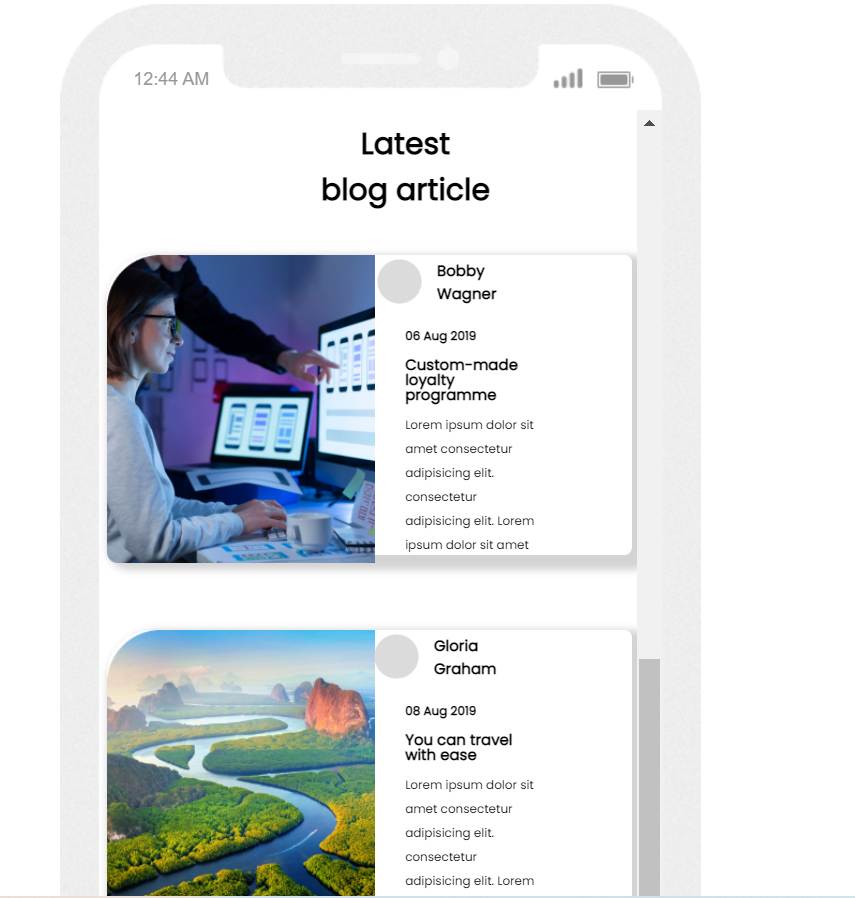 12:44 AM
Latest
blog article
Bobby
Wagner
06 Aug 2019
Custom-made
loyalty
programme
Lorem ipsum dolor sit
amet consectetur
adipisicing elit.
consectetur
adipisicing elit. Lorem
ipsum dolor sit amet
Gloria
Graham
08 Aug 2019
You can travel
with ease
Lorem ipsum dolor sit
amet consectetur
adipisicing elit.
consectetur
adipisicing elit. Lorem